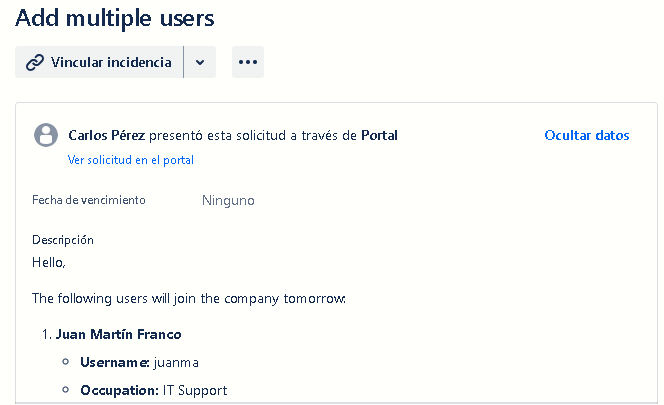 Add multiple users
Vincular incidencia
Carlos Pérez presentó esta solicitud a través de Portal
Ocultar datos
Ver solicitud en el portal
Fecha de vencimiento Ninguno
Descripción
Hello,
The following users will join the company tomorrow:
1. Juan Martín Franco
Username: juanma
Occupation: IT Support